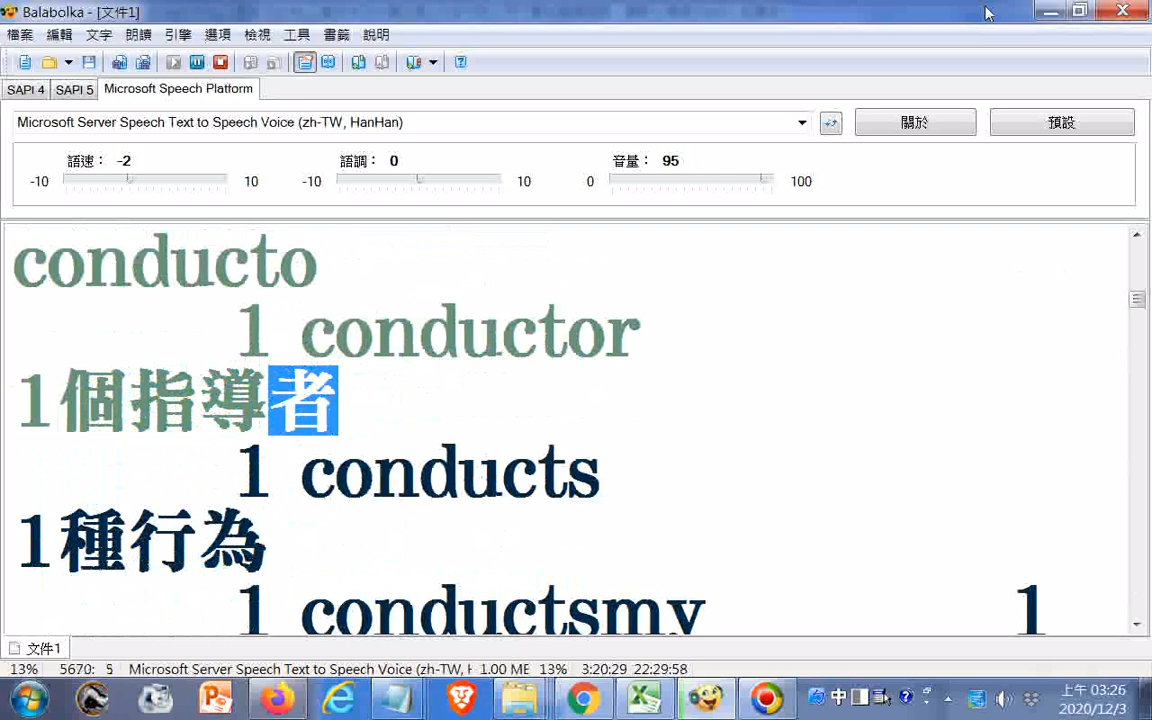 Balabolka - [文件1]
檔案 編輯 文字 朗讀 引擎 選項 檢視 工具 書籤 說明
SAPI 4 SAPI 5 Microsoft Speech Platform
Microsoft Server Speech Text to Speech Voice (zh-TW, HanHan) 關於 預設
語速： -2 語調： 0 音量： 95
-10 10 -10 10 0 100
conducto
1 conductor
1個指導者
1 conducts
1種行為
1 conductsmy 1
文件1
13% 5670: 5 Microsoft Server Speech Text to Speech Voice (zh-TW, 1.00 ME 13% 3:20:29 22:29:58
中 上午 03:26
2020/12/3